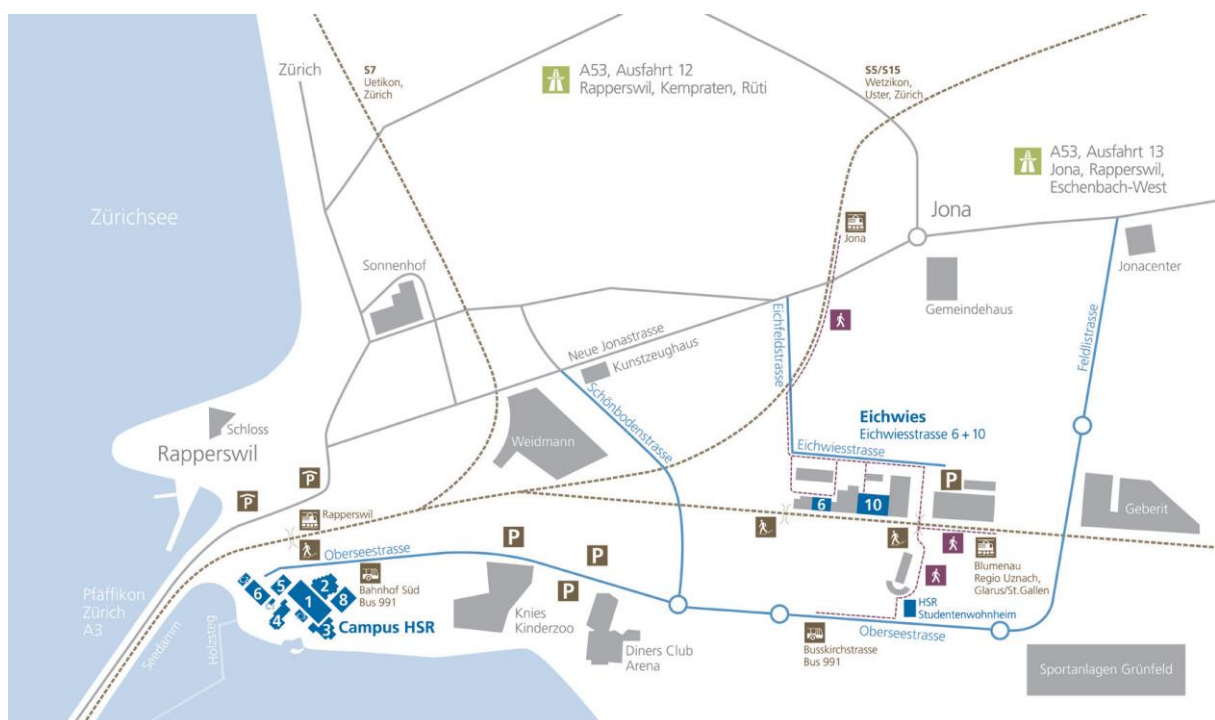 Zürich
S7
Uetikon,
Zürich
A53, Ausfahrt 12
Rapperswil, Kempraten, Rüti
S5/S15
Wetzikon,
Uster, Zürich
A53, Ausfahrt 13
Jona, Rapperswil,
Eschenbach-West
Zürichsee
Jona
Jona
Jonacenter
Sonnenhof
Gemeindehaus
Eichfeldstrasse
Feldlistrasse
Neue Jonastrasse
Kunstzeughaus
Schönbodenstrasse
Schloss
Rapperswil
Weidmann
Eichwies
Eichwiesstrasse 6 + 10
Eichwiesstrasse
P
P
P
6
10
Geberit
Rapperswil
P
P
P
Oberseestrasse
Blumenau
Regio Uznach,
Glarus/St.Gallen
Pfäffikon
Zürich
A3
6
5
2
1
8
4
3
Campus HSR
Bahnhof Süd
Bus 991
Knies
Kinderzoo
HSR
Studentenwohnheim
Oberseestrasse
Seedamm
Holzsteg
Diners Club
Arena
Busskirchstrasse
Bus 991
Sportanlagen Grünfeld